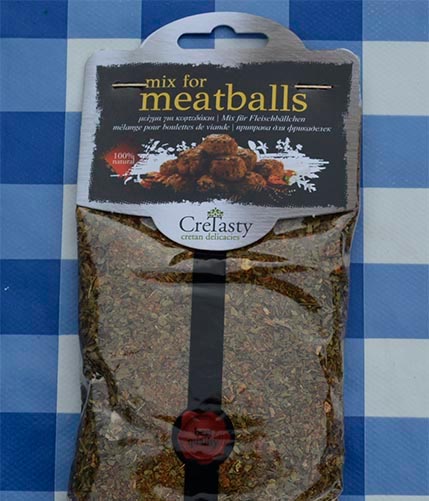 mix for
meatballs
μείγμα για κεφτεδάκια | Mix für Fleischbällchen
mélange pour boulettes de viande | приправа для фрикаделек
100%
natural
CreTasty
cretan delicacies